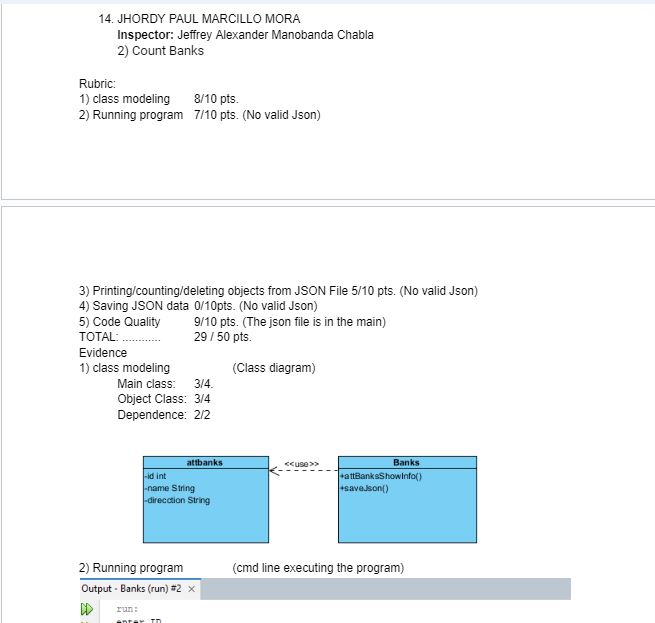 14. JHORDY PAUL MARCILLO MORA
Inspector: Jeffrey Alexander Manobanda Chabla
2) Count Banks
Rubric:
1) class modeling 8/10 pts.
2) Running program 7/10 pts. (No valid Json)
3) Printing/counting/deleting objects from JSON File 5/10 pts. (No valid Json)
4) Saving JSON data 0/10pts. (No valid Json)
5) Code Quality 9/10 pts. (The json file is in the main)
TOTAL: ............ 29 / 50 pts.
Evidence
1) class modeling (Class diagram)
Main class: 3/4.
Object Class: 3/4
Dependence: 2/2
attbanks
-id int
-name String
-direcction String
<<use>>
Banks
+attBanksShowInfo()
+saveJson()
2) Running program (cmd line executing the program)
Output - Banks (run) #2 ×
run:
enter ID